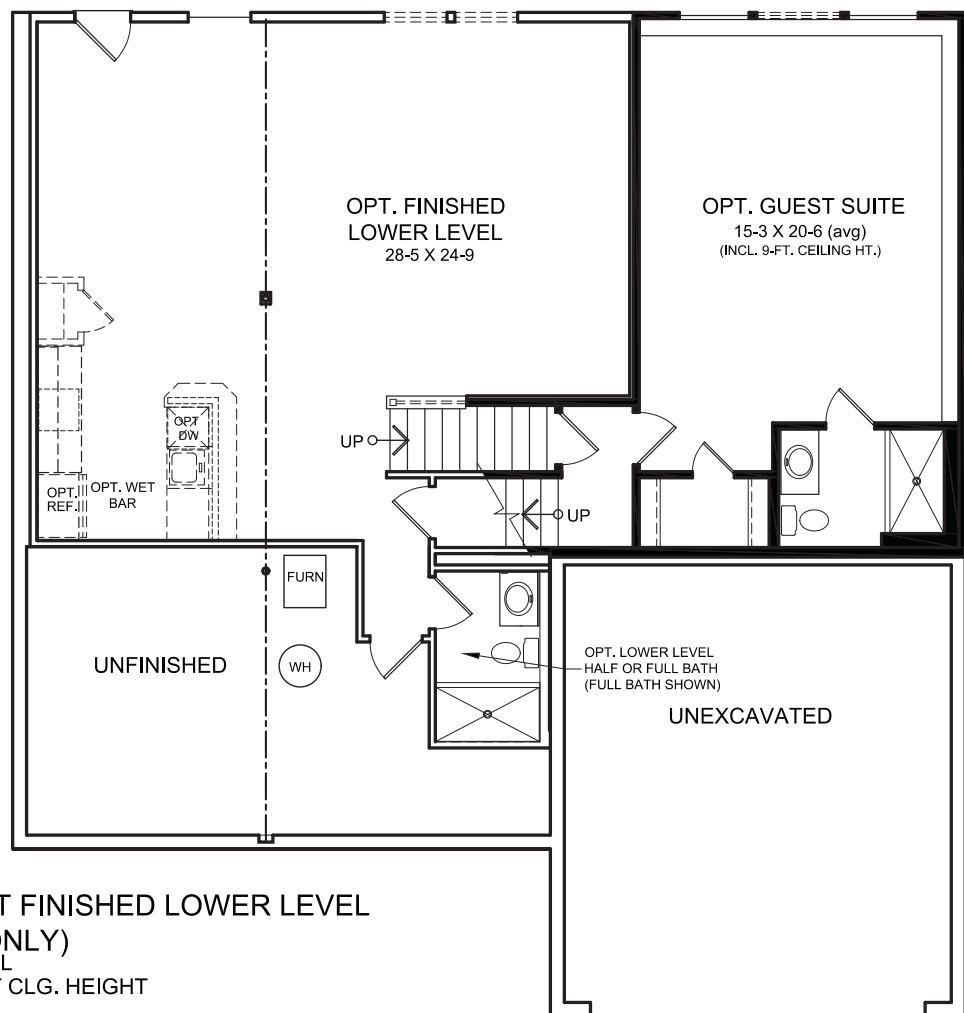 OPT. FINISHED
LOWER LEVEL
28-5 X 24-9
OPT. GUEST SUITE
15-3 X 20-6 (avg)
(INCL. 9-FT. CEILING HT.)
OPT
DW
UP
OPT.
REF.
OPT. WET
BAR
UP
FURN
WH
UNFINISHED
OPT. LOWER LEVEL
HALF OR FULL BATH
(FULL BATH SHOWN)
UNEXCAVATED
FINISHED LOWER LEVEL
ONLY)
L
CLG. HEIGHT